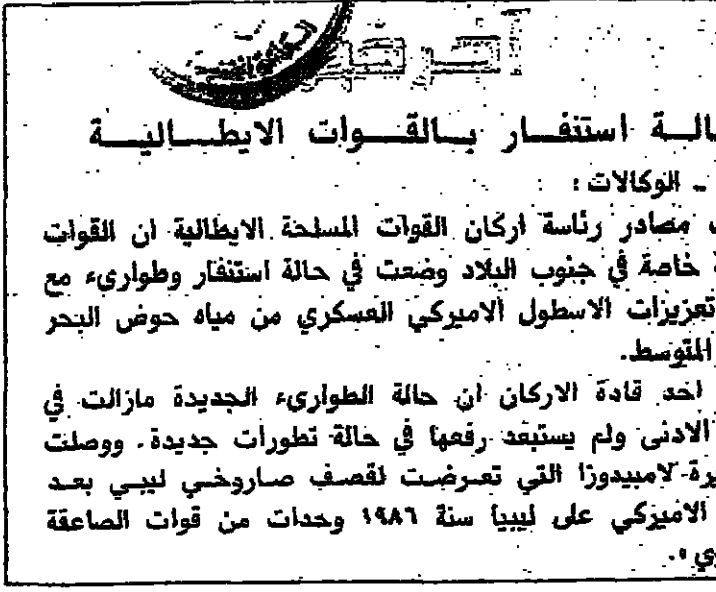 الة استنفار بالقوات الايطالية
ـ الوكالات :
مصادر رئاسة اركان القوات المسلحة الايطالية ان القوات
ة خاصة في جنوب البلاد وضعت في حالة استنفار وطواريء مع
تعزيزات الاسطول الاميركي العسكري من مياه حوض البحر
المتوسط.
احد قادة الاركان ان حالة الطواريء الجديدة مازالت في
الادنى ولم يستبعد رفعها في حالة تطورات جديدة. ووصلت
يرة لامبيدوزا التي تعرضت لقصف صاروخي ليبي بعد
الاميركي على ليبيا سنة ١٩٨٦ وحدات من قوات الصاعقة